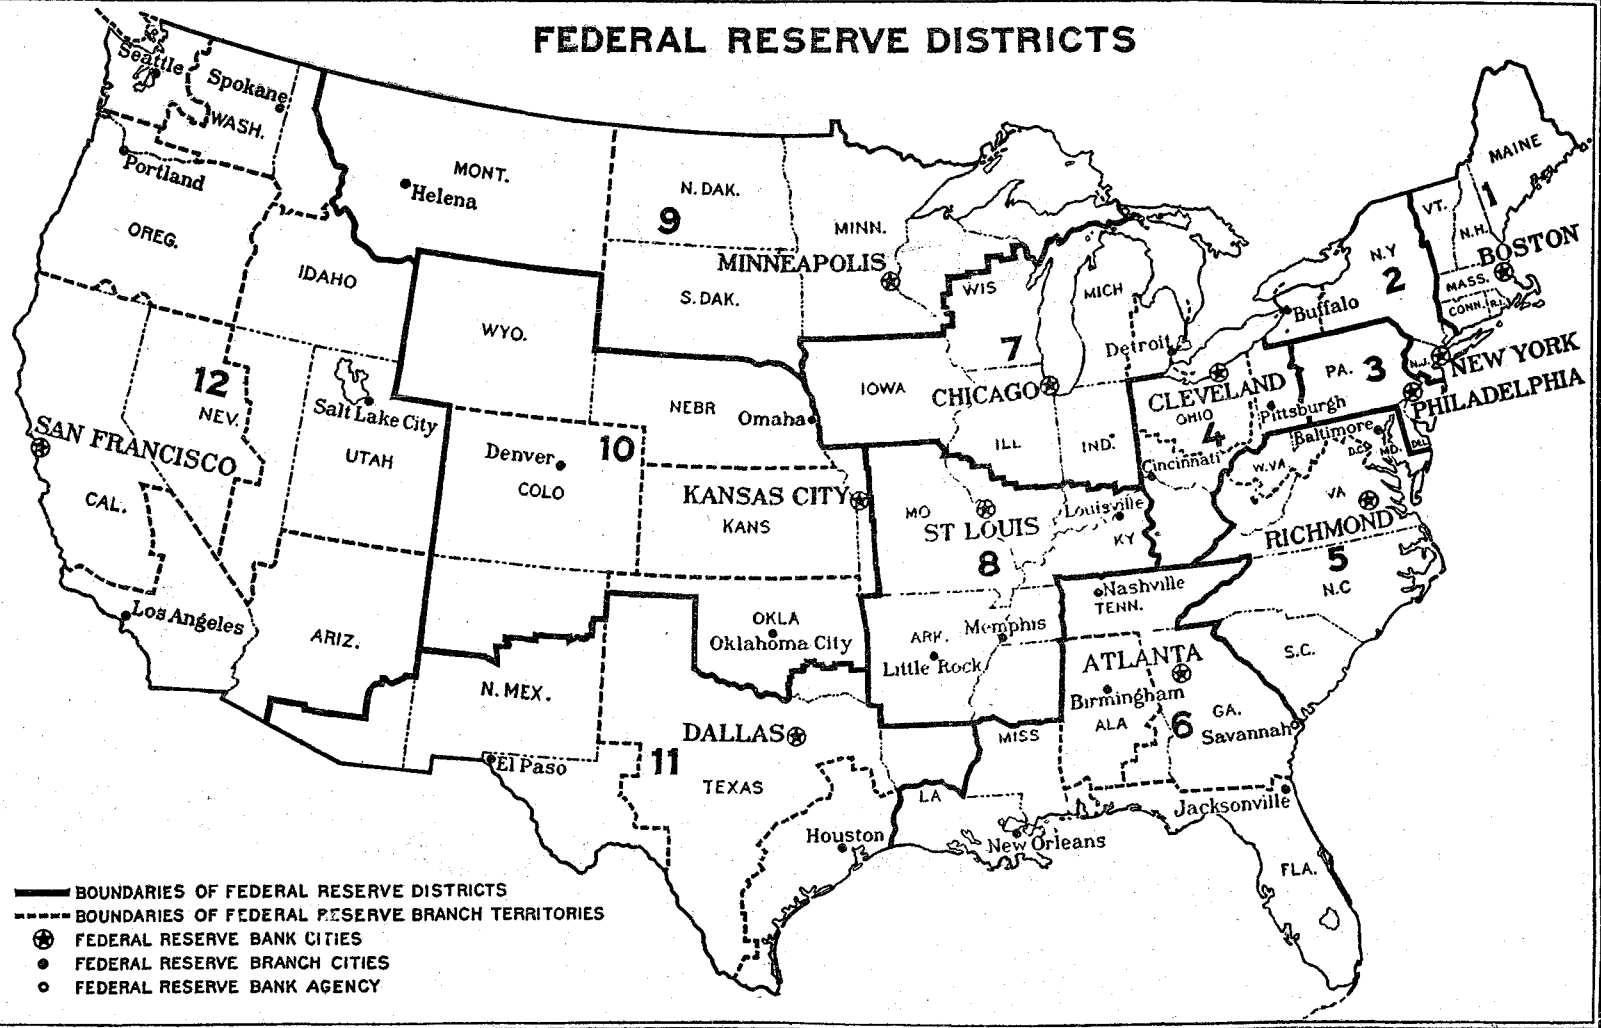 FEDERAL RESERVE DISTRICTS
Seattle
Spokane
WASH.
Portland
OREG.
MONT.
Helena
IDAHO
WYO.
N. DAK.
9
S. DAK.
MINN.
MINNEAPOLIS
WIS
MICH
7
Detroit
IOWA
CHICAGO
ILL
IND.
MAINE
1
VT.
N.H.
BOSTON
MASS.
CONN.
R.I.
N.Y
2
Buffalo
NEW YORK
N.J.
PA.
3
PHILADELPHIA
CLEVELAND
OHIO
4
Pittsburgh
Cincinnati
Baltimore
D.C.
MD.
DEL.
W.VA
VA
RICHMOND
5
N.C
S.C.
12
NEV.
SAN FRANCISCO
CAL.
Los Angeles
Salt Lake City
UTAH
ARIZ.
NEBR
Omaha
10
Denver
COLO
KANSAS CITY
KANS
MO
ST LOUIS
8
Louisville
KY
Nashville
TENN.
Memphis
ARK.
Little Rock
OKLA
Oklahoma City
N. MEX.
El Paso
DALLAS
11
TEXAS
Houston
LA
New Orleans
MISS
ATLANTA
Birmingham
ALA
6
GA.
Savannah
Jacksonville
FLA.
BOUNDARIES OF FEDERAL RESERVE DISTRICTS
BOUNDARIES OF FEDERAL RESERVE BRANCH TERRITORIES
FEDERAL RESERVE BANK CITIES
FEDERAL RESERVE BRANCH CITIES
FEDERAL RESERVE BANK AGENCY